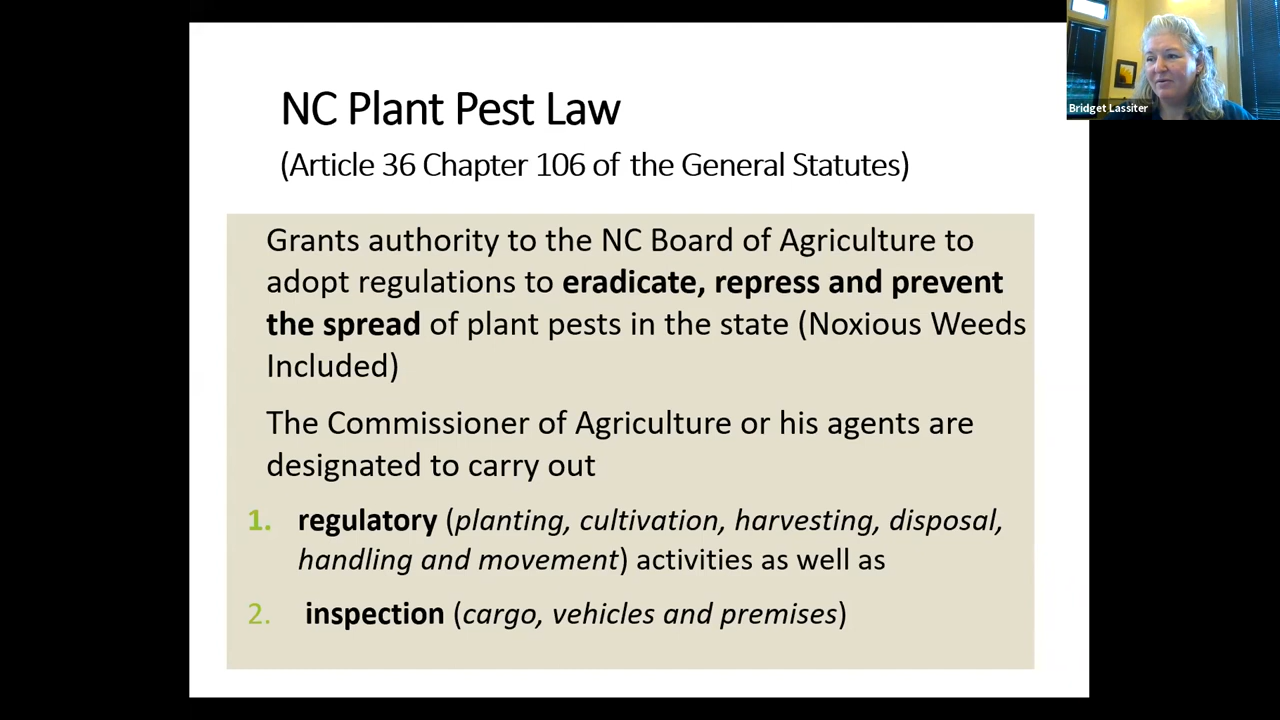 NC Plant Pest Law
(Article 36 Chapter 106 of the General Statutes)
Grants authority to the NC Board of Agriculture to
adopt regulations to eradicate, repress and prevent
the spread of plant pests in the state (Noxious Weeds
Included)
The Commissioner of Agriculture or his agents are
designated to carry out
1. regulatory (planting, cultivation, harvesting, disposal,
handling and movement) activities as well as
2. inspection (cargo, vehicles and premises)
Bridget Lassiter